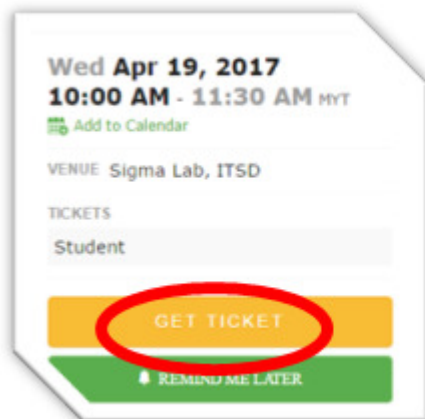 Wed Apr 19, 2017
10:00 AM - 11:30 AM MYT
Add to Calendar
VENUE Sigma Lab, ITSD
TICKETS
Student
GET TICKET
REMIND ME LATER